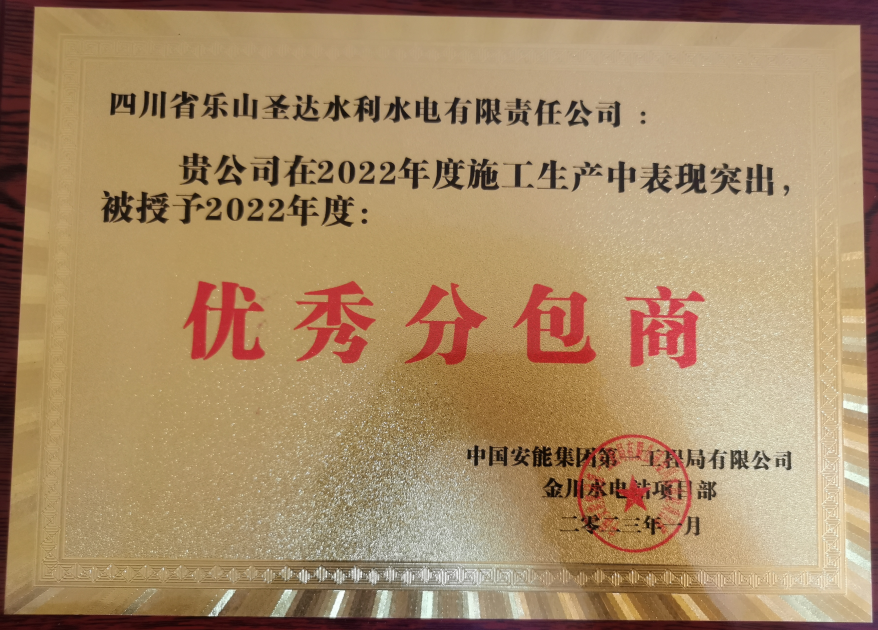 四川省乐山圣达水利水电有限责任公司：
贵公司在2022年度施工生产中表现突出，
被授予2022年度：
优秀分包商
中国安能集团第一工程局有限公司
金川水电站项目部
二零二三年一月